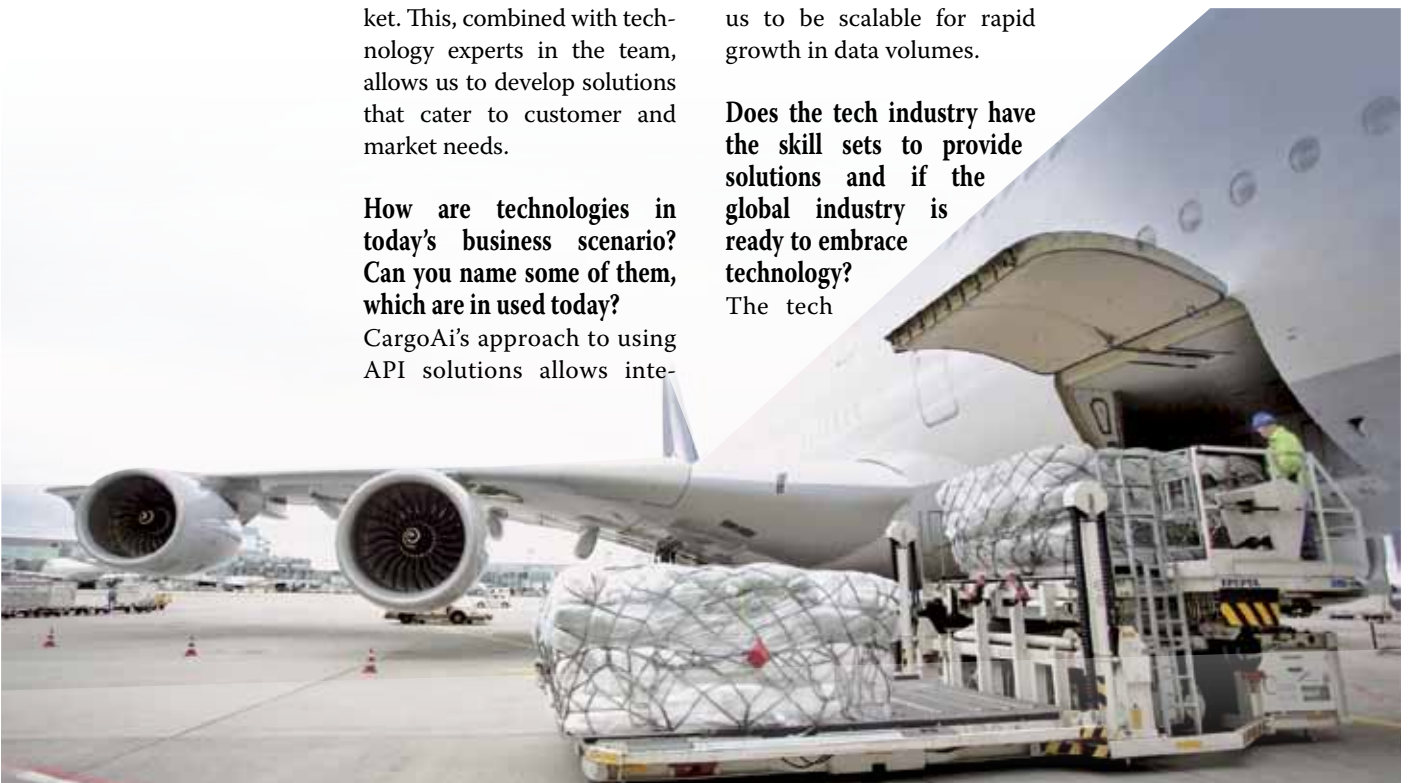 ket. This, combined with tech-
nology experts in the team,
allows us to develop solutions
that cater to customer and
market needs.
How are technologies in
today’s business scenario?
Can you name some of them,
which are in used today?
CargoAi’s approach to using
API solutions allows inte-
us to be scalable for rapid
growth in data volumes.
Does the tech industry have
the skill sets to provide
solutions and if the
global industry is
ready to embrace
technology?
The tech